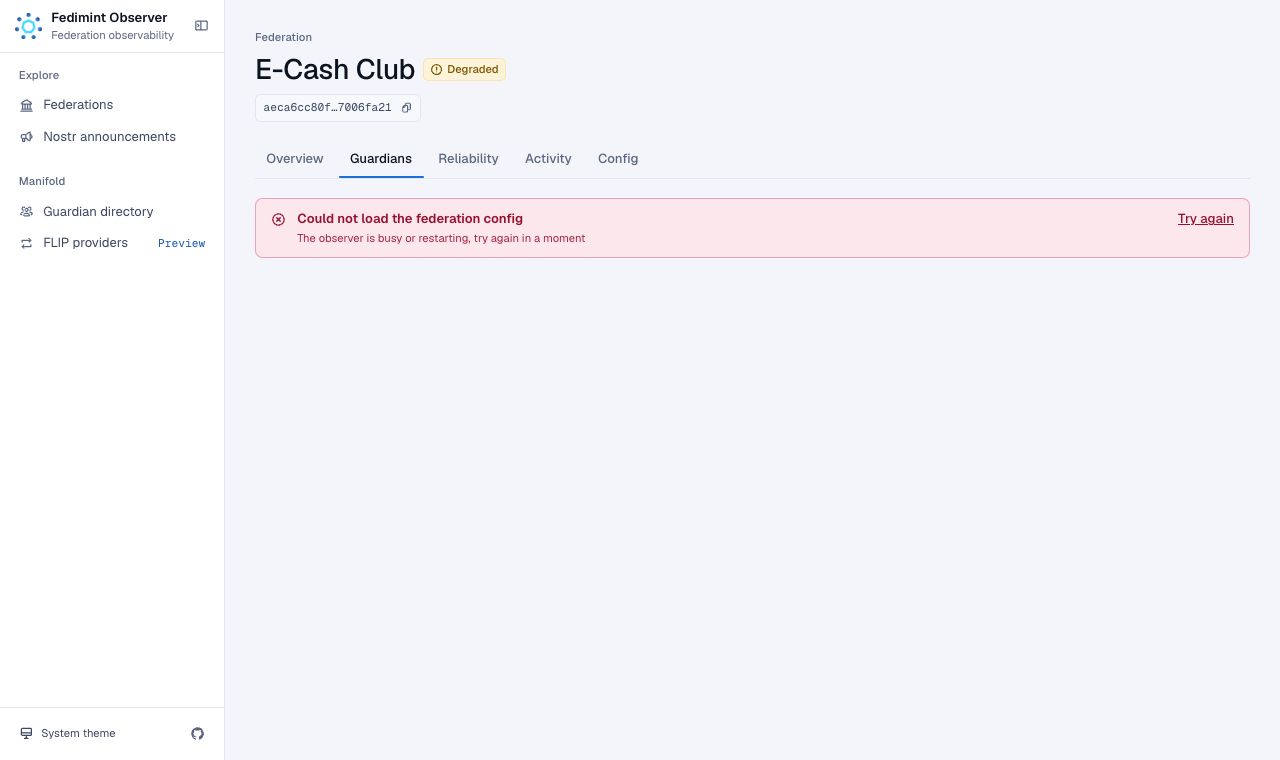 Fedimint Observer
Federation observability
Explore
Federations
Nostr announcements
Manifold
Guardian directory
FLIP providers Preview
System theme
Federation
E-Cash Club Degraded
aeca6cc80f…7006fa21
Overview Guardians Reliability Activity Config
Could not load the federation config Try again
The observer is busy or restarting, try again in a moment